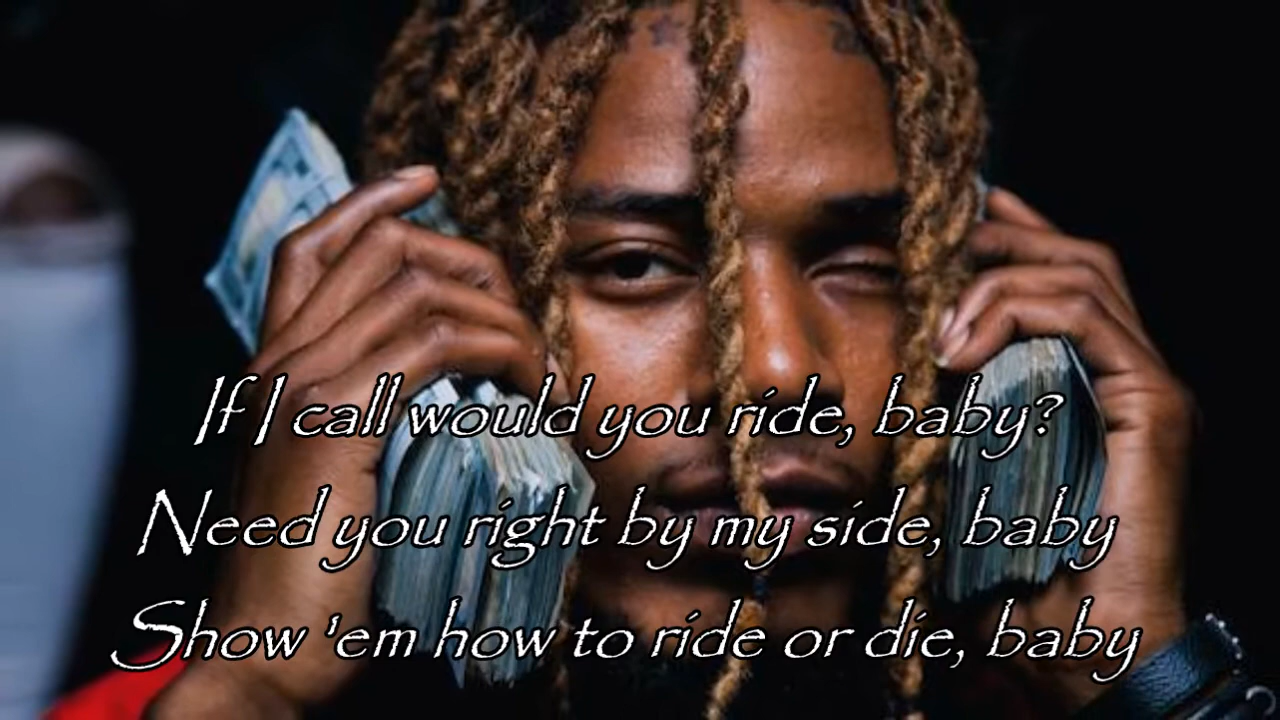 If I call would you ride, baby?
Need you right by my side, baby
Show 'em how to ride or die, baby